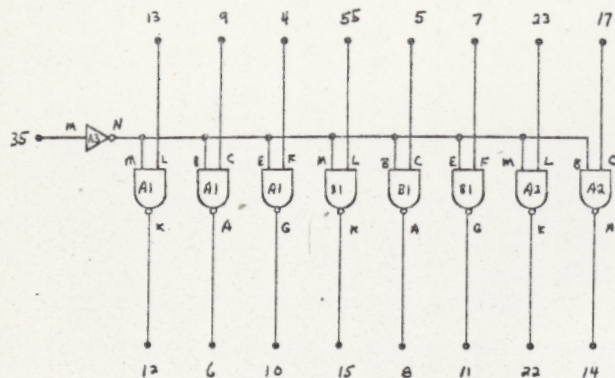 13 9 4 55 5 7 23 17
35 M A3 N
M L B C E F M L B C E F M L B C
A1 A1 A1 B1 B1 B1 A2 A2
K A G K A G K A
12 6 10 15 8 11 22 14